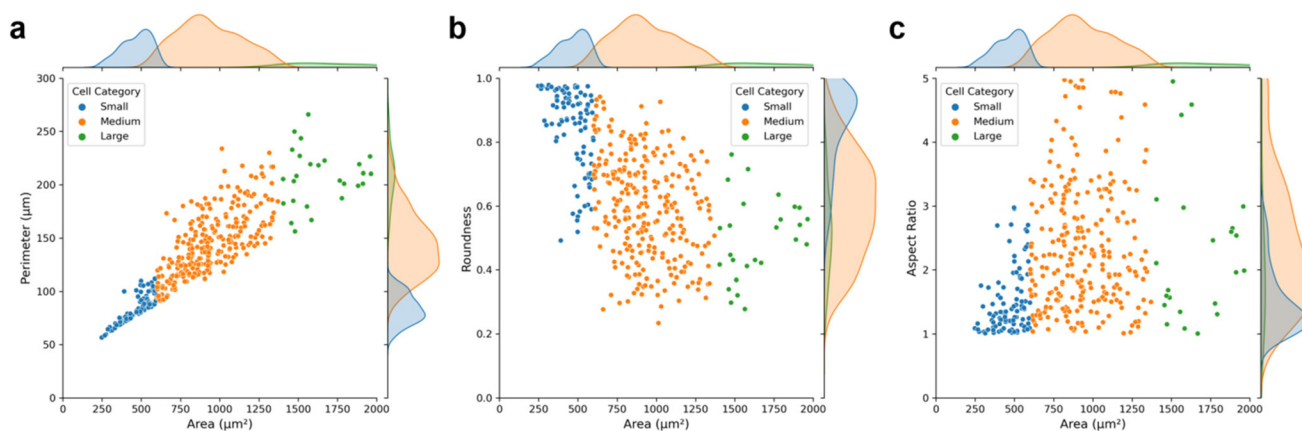 a
Perimeter (µm)
300
250
200
150
100
50
0
Cell Category
Small
Medium
Large
0 250 500 750 1000 1250 1500 1750 2000
Area (µm²)
b
Roundness
1.0
0.8
0.6
0.4
0.2
0.0
Cell Category
Small
Medium
Large
0 250 500 750 1000 1250 1500 1750 2000
Area (µm²)
c
Aspect Ratio
5
4
3
2
1
0
Cell Category
Small
Medium
Large
0 250 500 750 1000 1250 1500 1750 2000
Area (µm²)